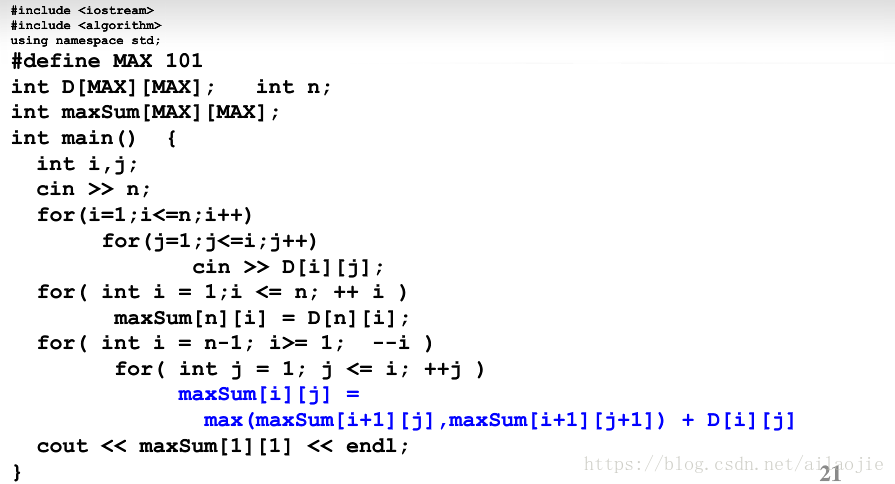 #include <iostream>
#include <algorithm>
using namespace std;
#define MAX 101
int D[MAX][MAX];   int n;
int maxSum[MAX][MAX];
int main()  {
int i,j;
cin >> n;
for(i=1;i<=n;i++)
for(j=1;j<=i;j++)
cin >> D[i][j];
for( int i = 1;i <= n; ++ i )
maxSum[n][i] = D[n][i];
for( int i = n-1; i>= 1;  --i )
for( int j = 1; j <= i; ++j )
maxSum[i][j] =
max(maxSum[i+1][j],maxSum[i+1][j+1]) + D[i][j]
cout << maxSum[1][1] << endl;
}
https://blog.csdn.net/ailaojie
21